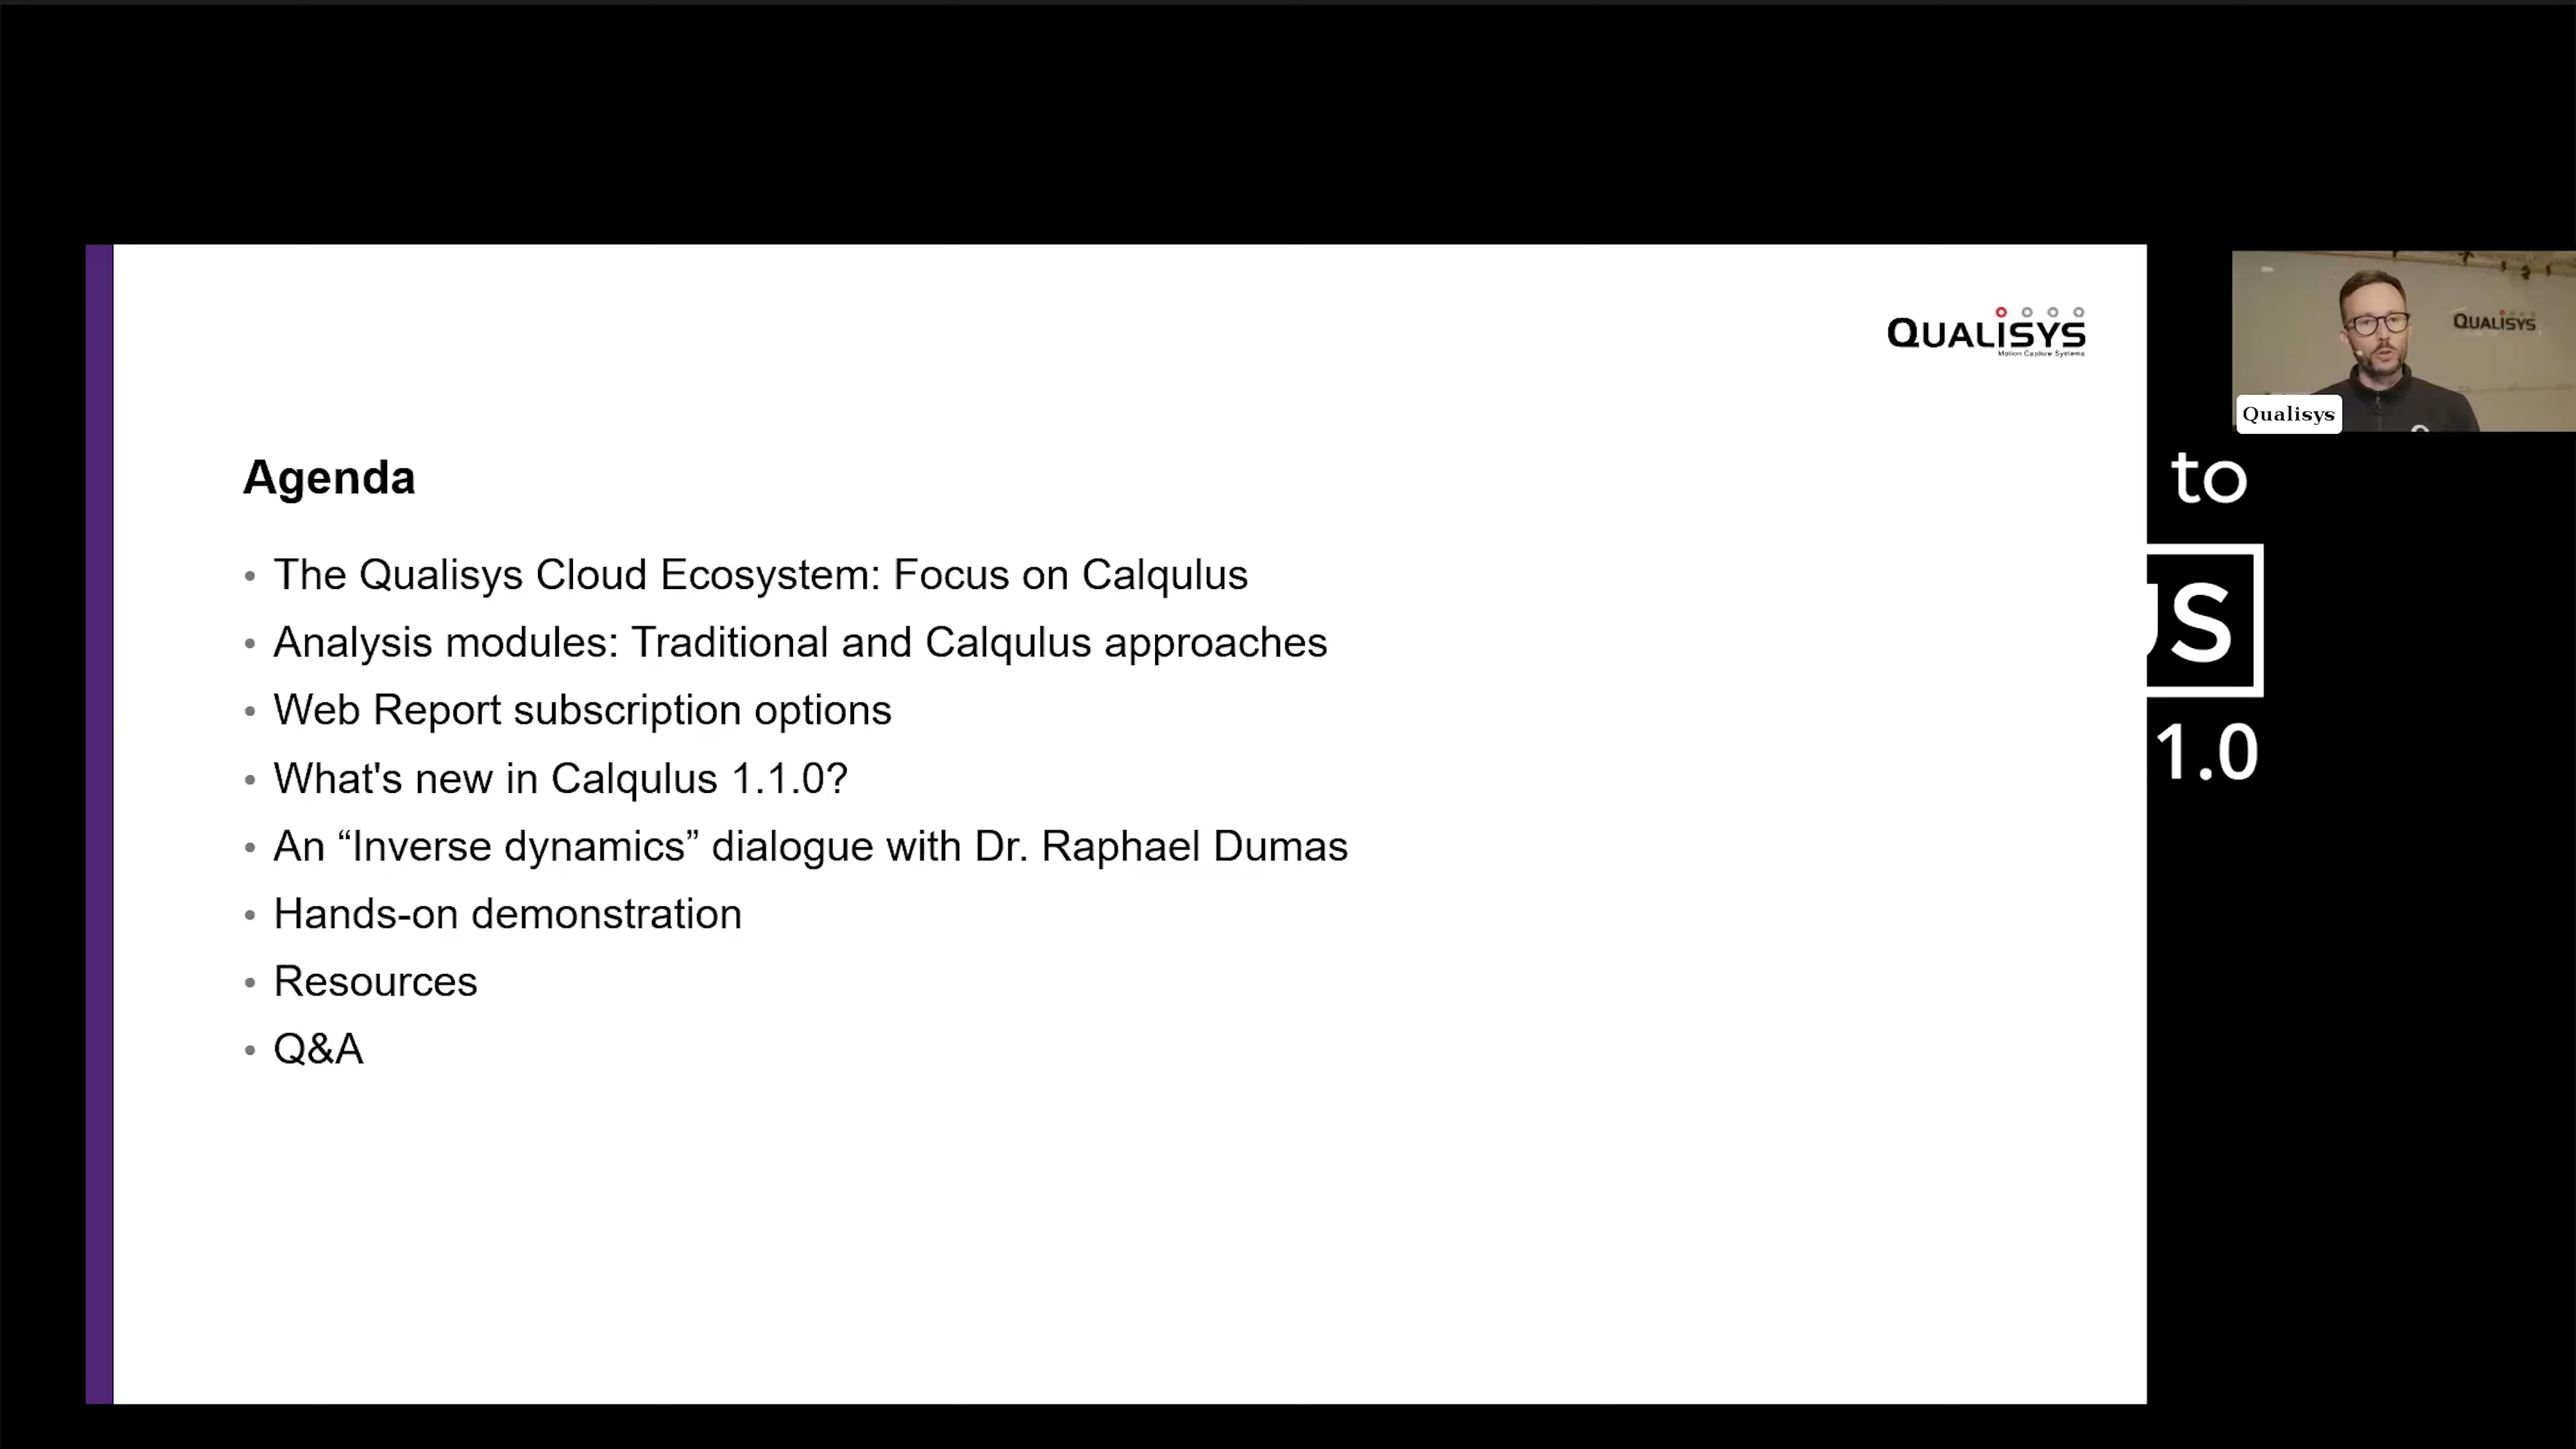 QUALISYS
Motion Capture Systems
QUALISYS
Qualisys
Agenda
to
• The Qualisys Cloud Ecosystem: Focus on Calqulus
• Analysis modules: Traditional and Calqulus approaches
US
• Web Report subscription options
• What's new in Calqulus 1.1.0?
1.0
• An “Inverse dynamics” dialogue with Dr. Raphael Dumas
• Hands-on demonstration
• Resources
• Q&A